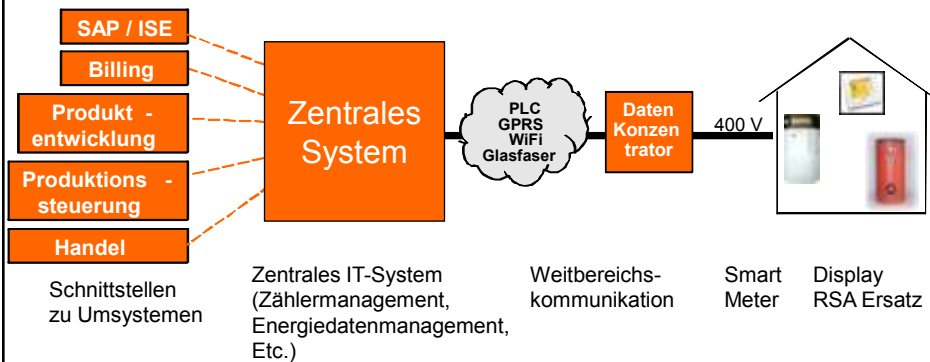 SAP / ISE
Billing
Produkt -
entwicklung
Produktions -
steuerung
Handel
Zentrales
System
PLC
GPRS
WiFi
Glasfaser
Daten
Konzen
trator
400 V
Schnittstellen
zu Umsystemen
Zentrales IT-System
(Zählermanagement,
Energiedatenmanagement,
Etc.)
Weitbereichs-
kommunikation
Smart
Meter
Display
RSA Ersatz